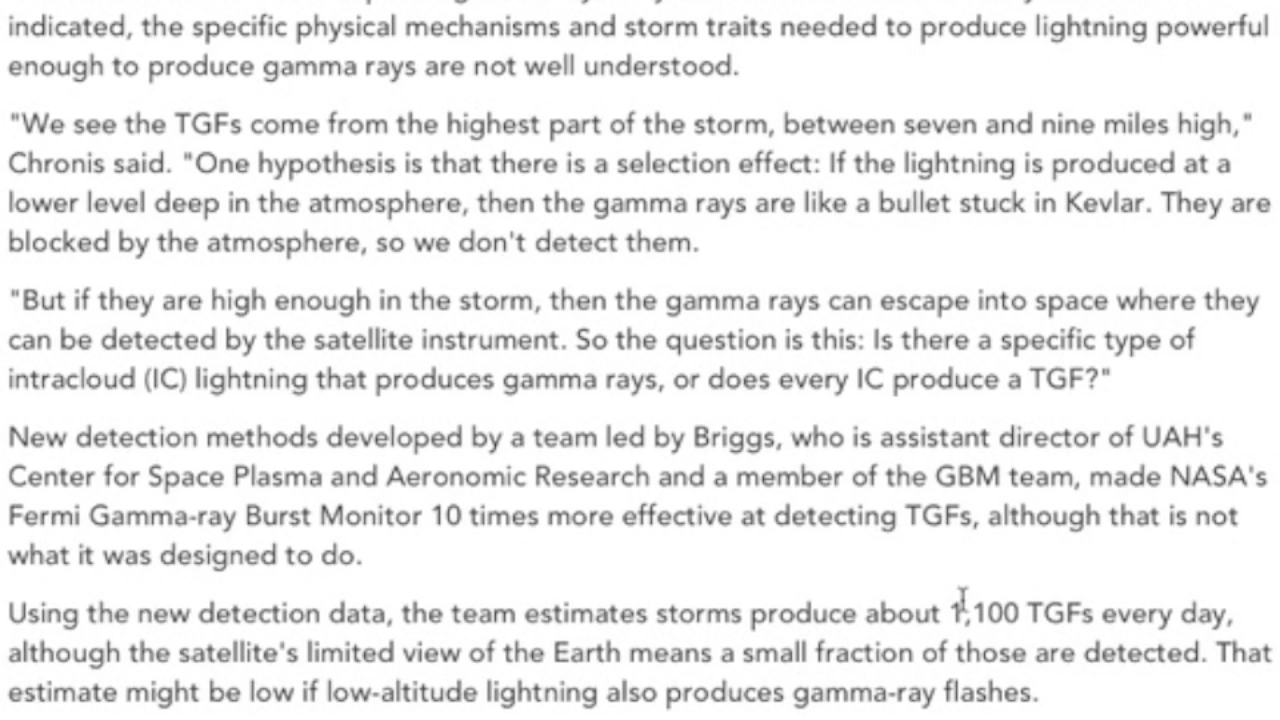 indicated, the specific physical mechanisms and storm traits needed to produce lightning powerful
enough to produce gamma rays are not well understood.
"We see the TGFs come from the highest part of the storm, between seven and nine miles high,"
Chronis said. "One hypothesis is that there is a selection effect: If the lightning is produced at a
lower level deep in the atmosphere, then the gamma rays are like a bullet stuck in Kevlar. They are
blocked by the atmosphere, so we don't detect them.
"But if they are high enough in the storm, then the gamma rays can escape into space where they
can be detected by the satellite instrument. So the question is this: Is there a specific type of
intracloud (IC) lightning that produces gamma rays, or does every IC produce a TGF?"
New detection methods developed by a team led by Briggs, who is assistant director of UAH's
Center for Space Plasma and Aeronomic Research and a member of the GBM team, made NASA's
Fermi Gamma-ray Burst Monitor 10 times more effective at detecting TGFs, although that is not
what it was designed to do.
Using the new detection data, the team estimates storms produce about 1,100 TGFs every day,
although the satellite's limited view of the Earth means a small fraction of those are detected. That
estimate might be low if low-altitude lightning also produces gamma-ray flashes.